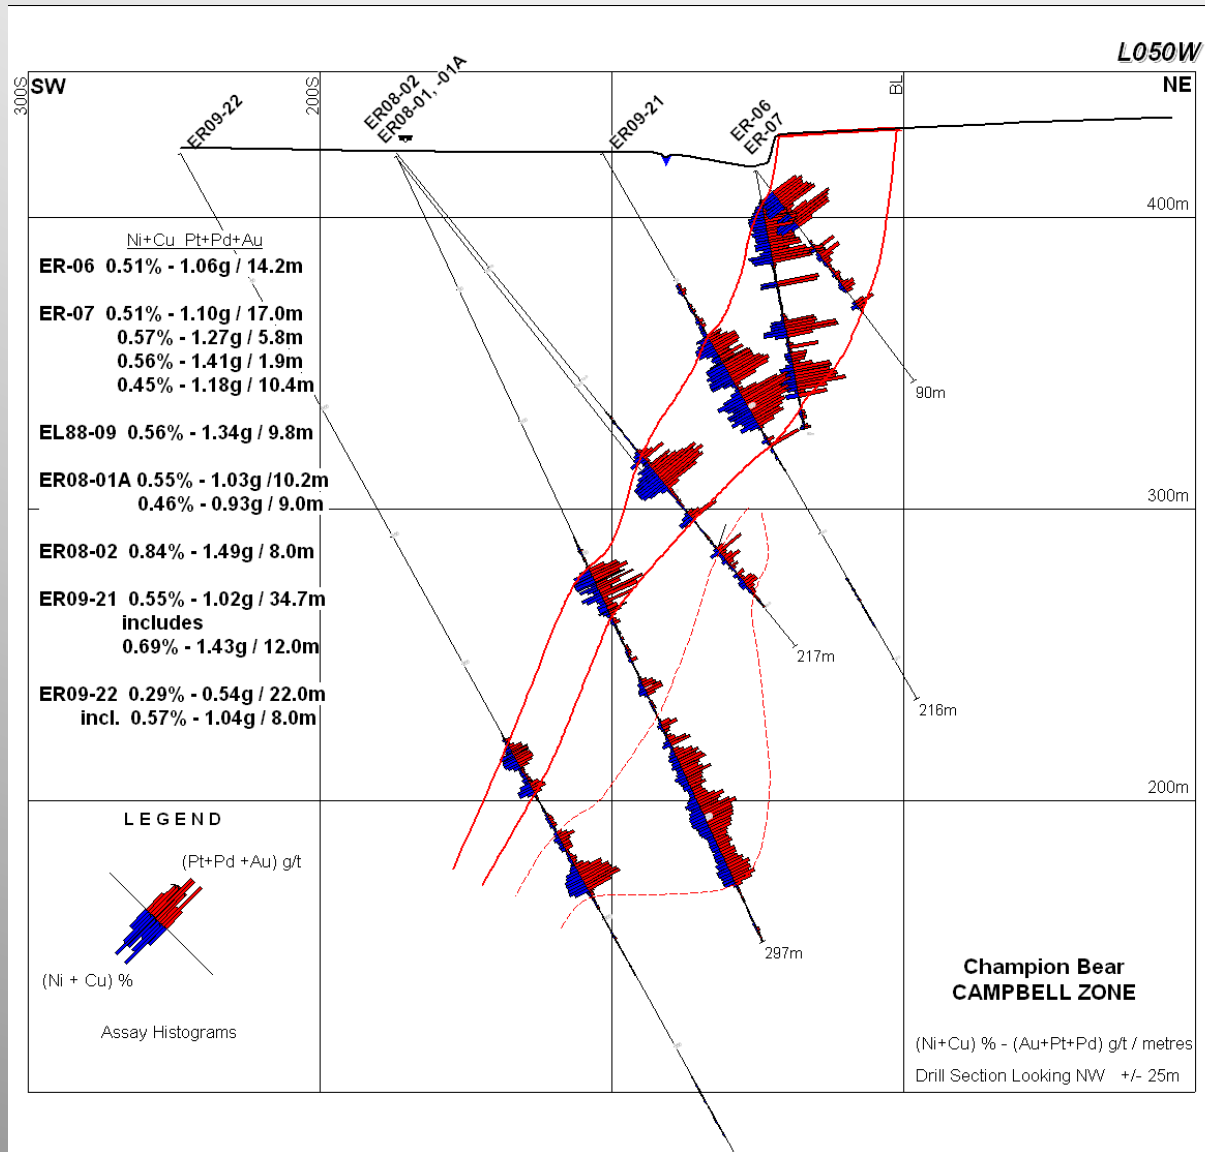 L050W
300S
SW
200S
BL
NE
ER09-22
ER08-02
ER08-01, -01A
ER09-21
ER-06
ER-07
400m
Ni+Cu Pt+Pd+Au
ER-06 0.51% - 1.06g / 14.2m
ER-07 0.51% - 1.10g / 17.0m
0.57% - 1.27g / 5.8m
0.56% - 1.41g / 1.9m
0.45% - 1.18g / 10.4m
90m
EL88-09 0.56% - 1.34g / 9.8m
ER08-01A 0.55% - 1.03g /10.2m
0.46% - 0.93g / 9.0m
300m
ER08-02 0.84% - 1.49g / 8.0m
ER09-21 0.55% - 1.02g / 34.7m
includes
0.69% - 1.43g / 12.0m
217m
ER09-22 0.29% - 0.54g / 22.0m
incl. 0.57% - 1.04g / 8.0m
216m
200m
LEGEND
(Pt+Pd +Au) g/t
(Ni + Cu) %
Assay Histograms
297m
Champion Bear
CAMPBELL ZONE
(Ni+Cu) % - (Au+Pt+Pd) g/t / metres
Drill Section Looking NW +/- 25m